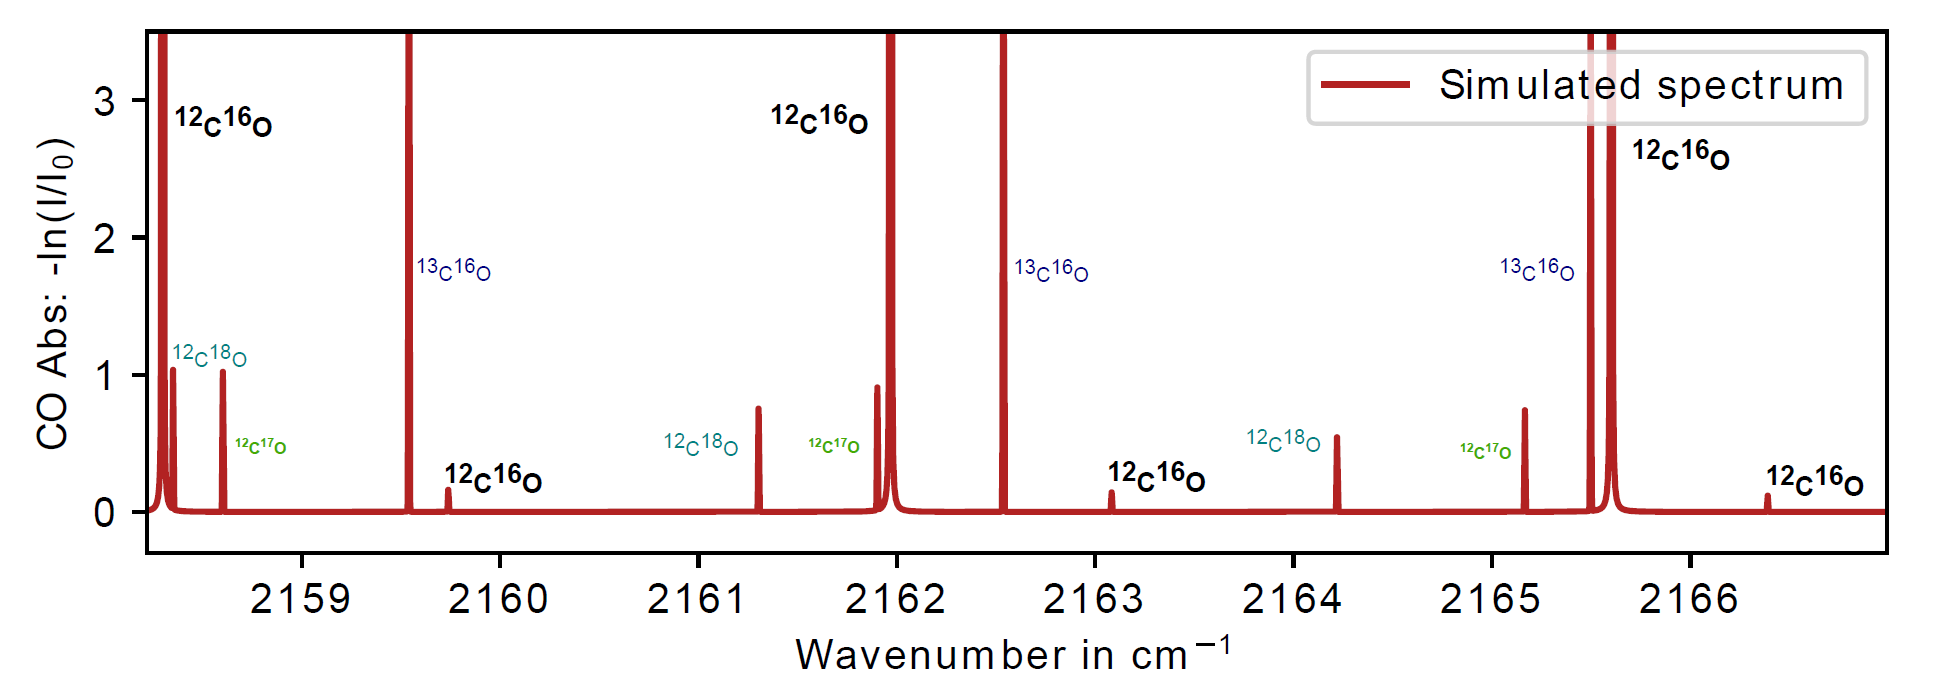 CO Abs: -ln(I/I₀)
3
2
1
0
Simulated spectrum
¹²C¹⁶O
¹²C¹⁶O
¹²C¹⁶O
¹³C¹⁶O
¹³C¹⁶O
¹³C¹⁶O
¹²C¹⁸O
¹²C¹⁷O
¹²C¹⁸O
¹²C¹⁷O
¹²C¹⁸O
¹²C¹⁷O
¹²C¹⁶O
¹²C¹⁶O
¹²C¹⁶O
2159 2160 2161 2162 2163 2164 2165 2166
Wavenumber in cm⁻¹